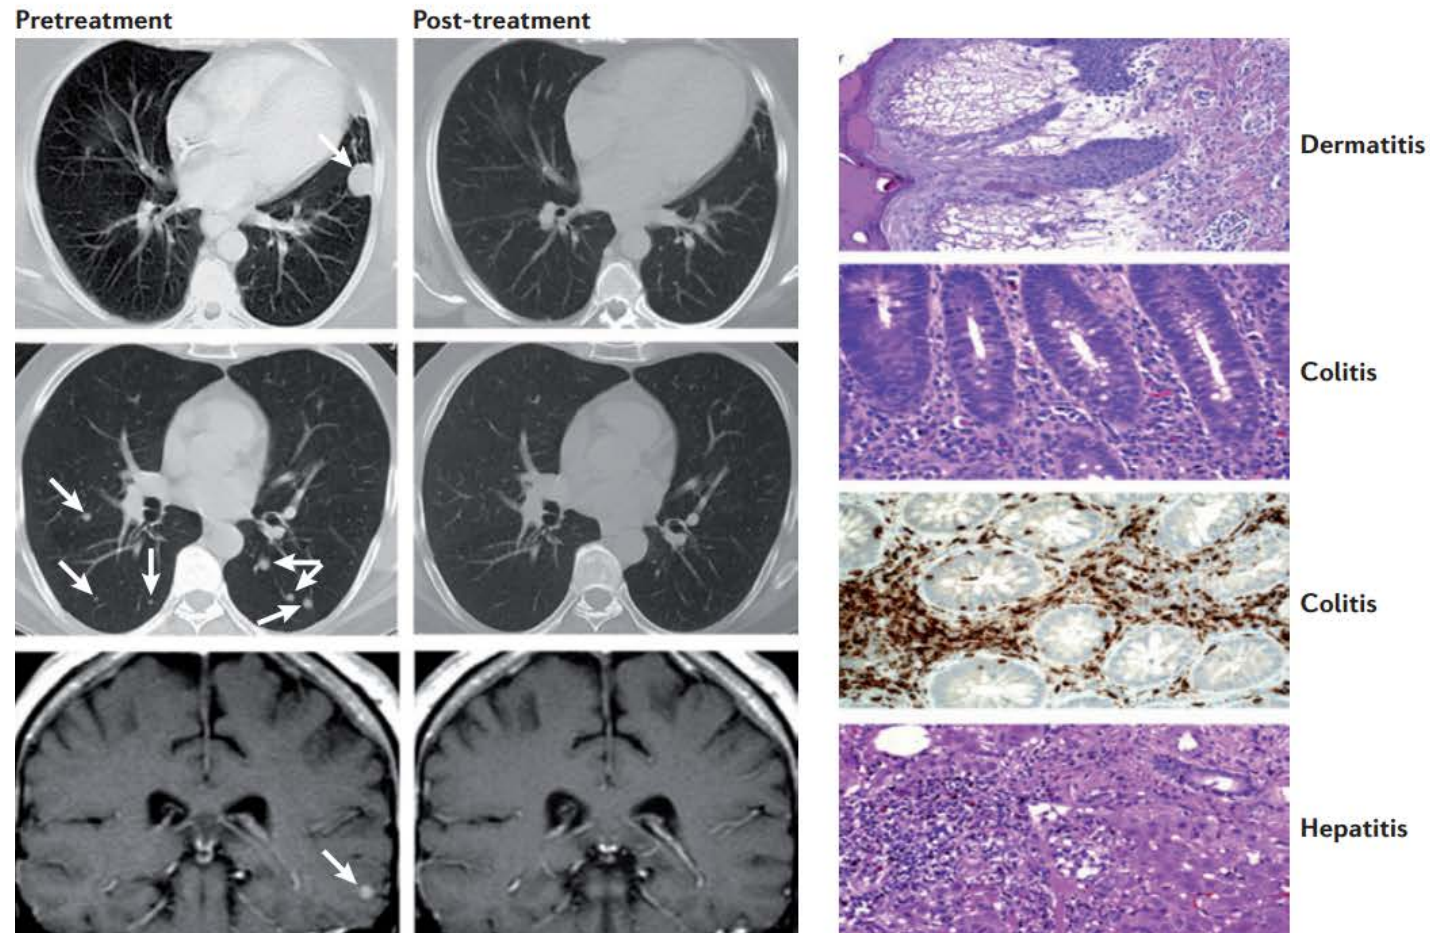 Pretreatment
Post-treatment
Dermatitis
Colitis
Colitis
Hepatitis